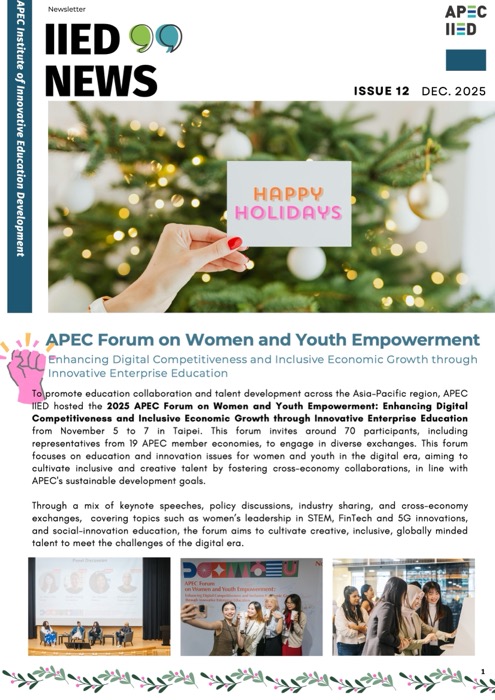 APEC Institute of Innovative Education Development
Newsletter
IIED
NEWS
APEC
IIED
ISSUE 12 DEC. 2025
HAPPY
HOLIDAYS
APEC Forum on Women and Youth Empowerment
Enhancing Digital Competitiveness and Inclusive Economic Growth through
Innovative Enterprise Education
To promote education collaboration and talent development across the Asia-Pacific region, APEC
IIED hosted the 2025 APEC Forum on Women and Youth Empowerment: Enhancing Digital
Competitiveness and Inclusive Economic Growth through Innovative Enterprise Education
from November 5 to 7 in Taipei. This forum invites around 70 participants, including
representatives from 19 APEC member economies, to engage in diverse exchanges. This forum
focuses on education and innovation issues for women and youth in the digital era, aiming to
cultivate inclusive and creative talent by fostering cross-economy collaborations, in line with
APEC's sustainable development goals.
Through a mix of keynote speeches, policy discussions, industry sharing, and cross-economy
exchanges, covering topics such as women's leadership in STEM, FinTech and 5G innovations,
and social-innovation education, the forum aims to cultivate creative, inclusive, globally minded
talent to meet the challenges of the digital era.
APEC Forum
on Women and Youth Empowerment:
1